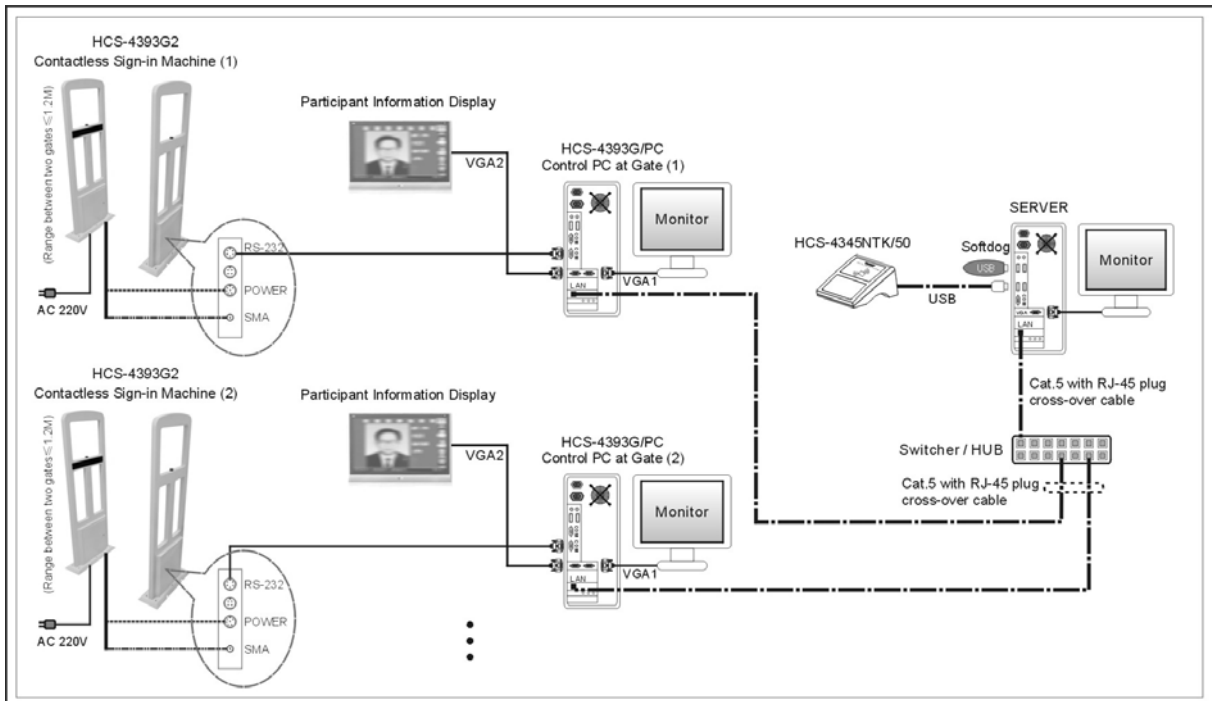 HCS-4393G2
Contactless Sign-in Machine (1)
(Range between two gates ≤1.2M)
AC 220V
RS-232
POWER
SMA
Participant Information Display
VGA2
HCS-4393G/PC
Control PC at Gate (1)
LAN
Monitor
VGA1
HCS-4345NTK/50
USB
Softdog
USB
SERVER
VGA
LAN
Monitor
Cat.5 with RJ-45 plug
cross-over cable
Switcher / HUB
Cat.5 with RJ-45 plug
cross-over cable
HCS-4393G2
Contactless Sign-in Machine (2)
(Range between two gates≤1.2M)
AC 220V
RS-232
POWER
SMA
Participant Information Display
VGA2
HCS-4393G/PC
Control PC at Gate (2)
LAN
Monitor
VGA1